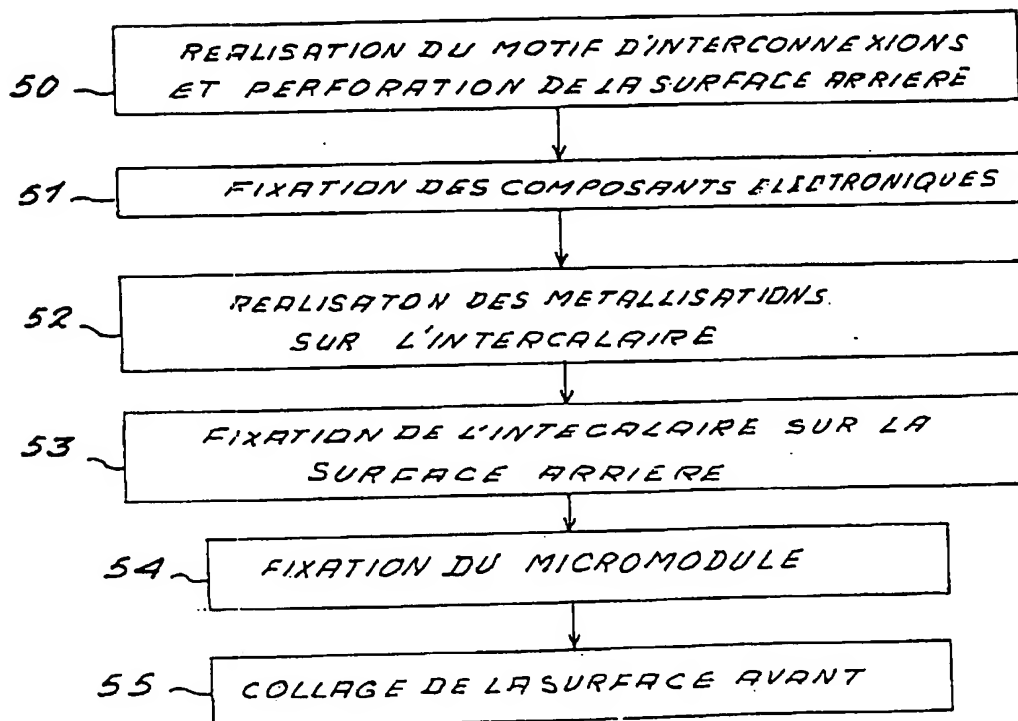 REALISATION DU MOTIF D'INTERCONNEXIONS
50 ET PERFORATION DE LA SURFACE ARRIERE
51 FIXATION DES COMPOSANTS ELECTRONIQUES
52 REALISATON DES METALLISATIONS.
SUR L'INTERCALAIRE
53 FIXATION DE L'INTECALAIRE SUR LA
SURFACE ARRIERE
54 FIXATION DU MICROMODULE
55 COLLAGE DE LA SURFACE AVANT